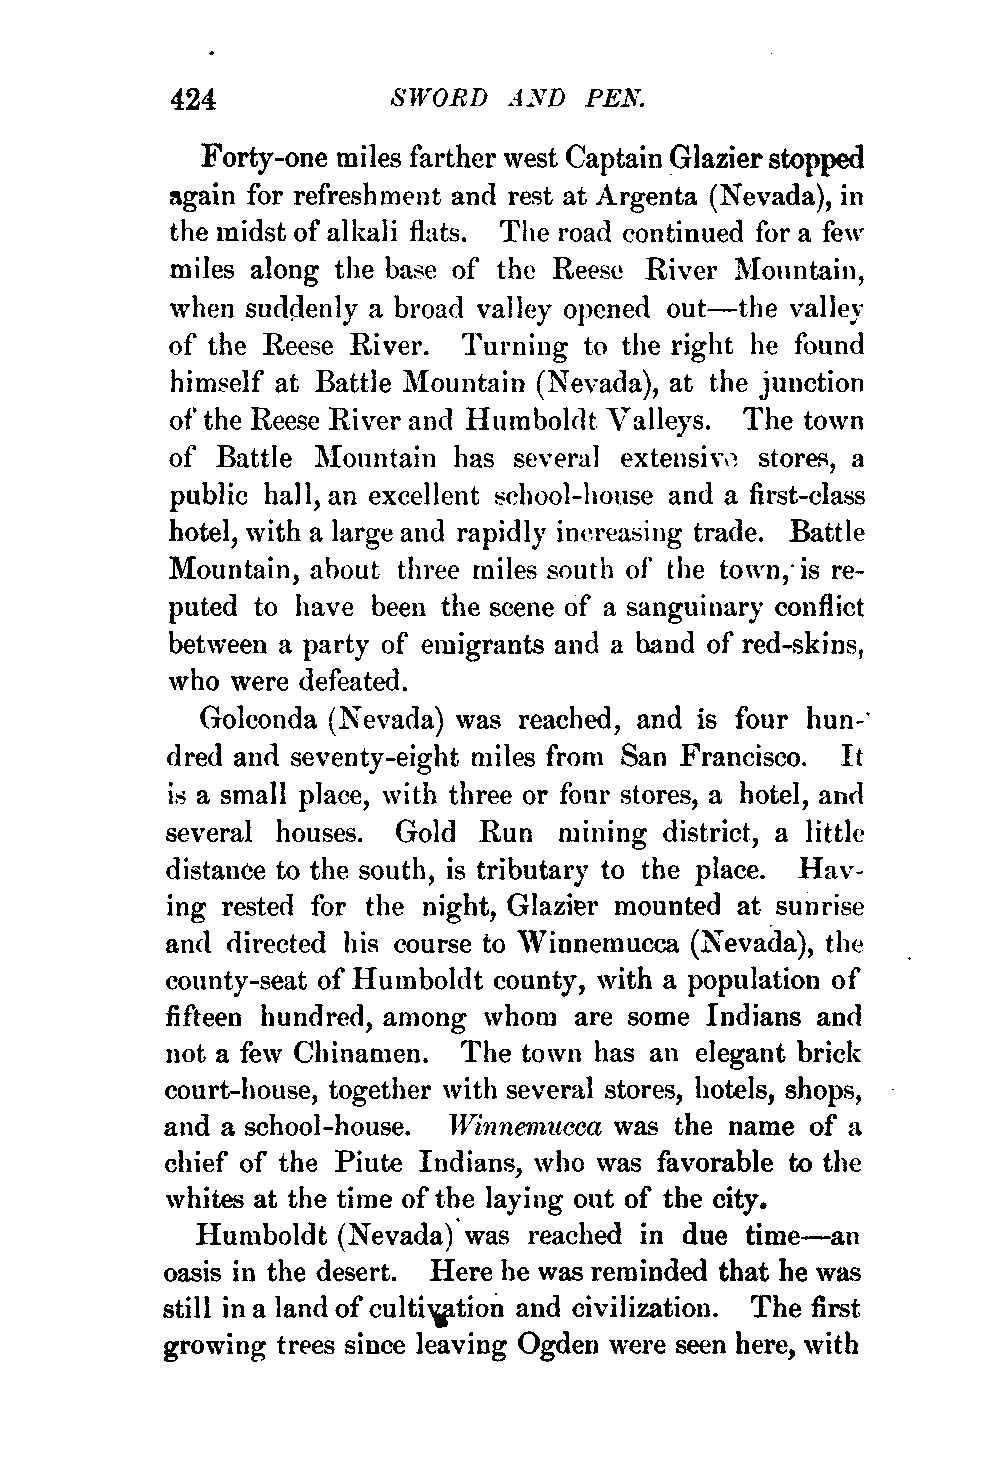 424 SWORD AND PEN.
Forty-one miles farther west Captain Glazier stopped
again for refreshment and rest at Argenta (Nevada), in
the midst of alkali flats. The road continued for a few
miles along the base of the Reese River Mountain,
when suddenly a broad valley opened out—the valley
of the Reese River. Turning to the right he found
himself at Battle Mountain (Nevada), at the junction
of the Reese River and Humboldt Valleys. The town
of Battle Mountain has several extensive stores, a
public hall, an excellent school-house and a first-class
hotel, with a large and rapidly increasing trade. Battle
Mountain, about three miles south of the town, is re-
puted to have been the scene of a sanguinary conflict
between a party of emigrants and a band of red-skins,
who were defeated.
Golconda (Nevada) was reached, and is four hun-
dred and seventy-eight miles from San Francisco. It
is a small place, with three or four stores, a hotel, and
several houses. Gold Run mining district, a little
distance to the south, is tributary to the place. Hav-
ing rested for the night, Glazier mounted at sunrise
and directed his course to Winnemucca (Nevada), the
county-seat of Humboldt county, with a population of
fifteen hundred, among whom are some Indians and
not a few Chinamen. The town has an elegant brick
court-house, together with several stores, hotels, shops,
and a school-house. Winnemucca was the name of a
chief of the Piute Indians, who was favorable to the
whites at the time of the laying out of the city.
Humboldt (Nevada) was reached in due time—an
oasis in the desert. Here he was reminded that he was
still in a land of cultivation and civilization. The first
growing trees since leaving Ogden were seen here, with